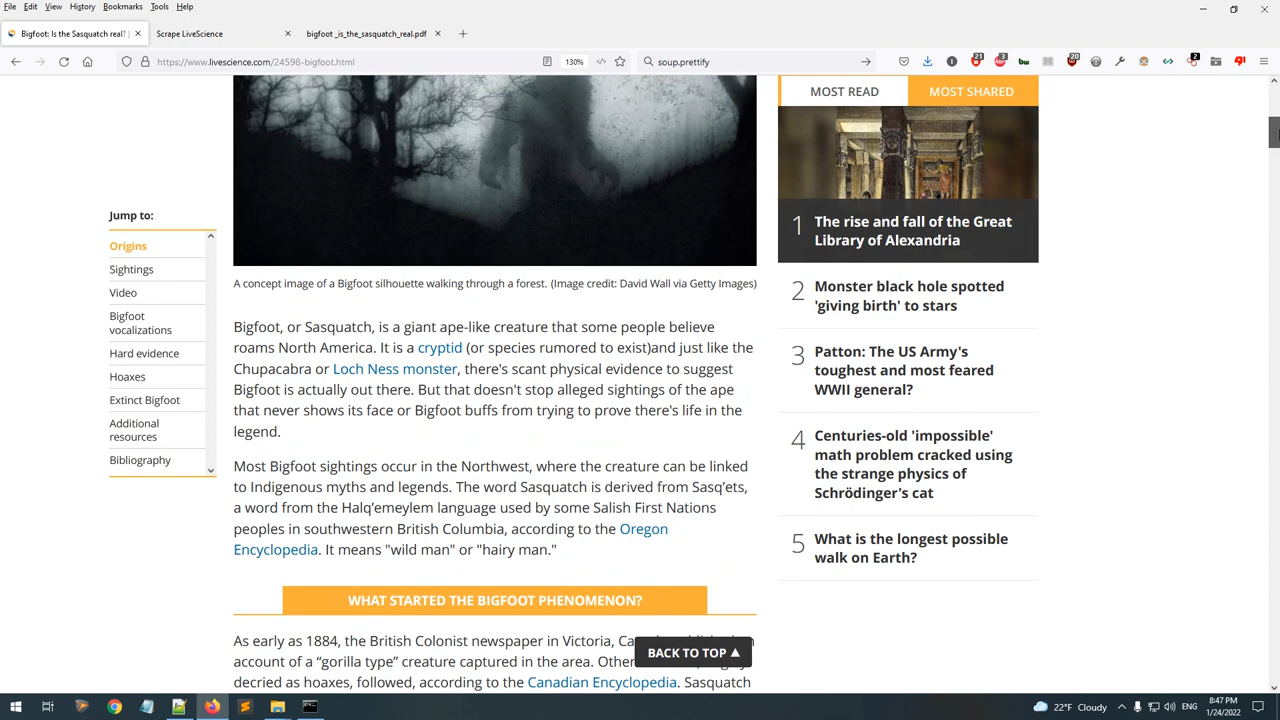 File Edit View History Bookmarks Tools Help
Bigfoot: Is the Sasquatch real? |
Scrape LiveScience
bigfoot _is_the_sasquatch_real.pdf
https://www.livescience.com/24598-bigfoot.html
130%
soup.prettify
21
3
20
2
MOST READ
MOST SHARED
1 The rise and fall of the Great
Library of Alexandria
2 Monster black hole spotted
'giving birth' to stars
3 Patton: The US Army's
toughest and most feared
WWII general?
4 Centuries-old 'impossible'
math problem cracked using
the strange physics of
Schrödinger's cat
5 What is the longest possible
walk on Earth?
Jump to:
Origins
Sightings
Video
Bigfoot
vocalizations
Hard evidence
Hoaxes
Extinct Bigfoot
Additional
resources
Bibliography
A concept image of a Bigfoot silhouette walking through a forest. (Image credit: David Wall via Getty Images)
Bigfoot, or Sasquatch, is a giant ape-like creature that some people believe
roams North America. It is a cryptid (or species rumored to exist)and just like the
Chupacabra or Loch Ness monster, there's scant physical evidence to suggest
Bigfoot is actually out there. But that doesn't stop alleged sightings of the ape
that never shows its face or Bigfoot buffs from trying to prove there's life in the
legend.
Most Bigfoot sightings occur in the Northwest, where the creature can be linked
to Indigenous myths and legends. The word Sasquatch is derived from Sasq'ets,
a word from the Halq'emeylem language used by some Salish First Nations
peoples in southwestern British Columbia, according to the Oregon
Encyclopedia. It means "wild man" or "hairy man."
WHAT STARTED THE BIGFOOT PHENOMENON?
As early as 1884, the British Colonist newspaper in Victoria,
account of a “gorilla type” creature captured in the area.
decried as hoaxes, followed, according to the Canadian Encyclopedia. Sasquatch
BACK TO TOP
22°F Cloudy
ENG
8:47 PM
1/24/2022